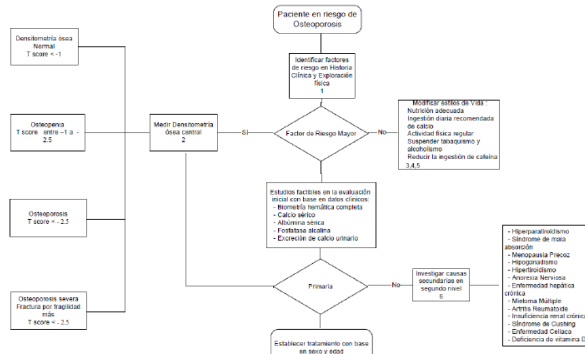 Paciente en riesgo de
Osteoporosis
Identificar factores
de riesgo en Historia
Clínica y Exploración
física
1
Factor de Riesgo Mayor
Sí
No
Modificar estilos de Vida :
Nutrición adecuada
Ingestión diaria recomendada
de calcio
Actividad física regular
Suspender tabaquismo y
alcoholismo
Reducir la ingestión de cafeína
3,4,5
Medir Densitometría
ósea central
2
Densitometría ósea
Normal
T score < -1
Osteopenia
T score entre –1 a -
2.5
Osteoporosis
T score < - 2.5
Osteoporosis severa
Fractura por fragilidad
más
T score < - 2.5
Estudios factibles en la evaluación
inicial con base en datos clínicos:
- Biometría hemática completa
- Calcio sérico
- Albúmina sérica
- Fosfatasa alcalina
- Excreción de calcio urinario
Primaria
No
Investigar causas
secundarias en
segundo nivel
6
- Hiperparatiroidismo
- Síndrome de mala
absorción
- Menopausia Precoz
- Hipogonadismo
- Hipertiroidismo
- Anorexia Nerviosa
- Enfermedad hepática
crónica
- Mieloma Múltiple
- Artritis Reumatoide
- Insuficiencia renal crónica
- Síndrome de Cushing
- Enfermedad Celiaca
- Deficiencia de vitamina D
Establecer tratamiento con base
en sexo y edad